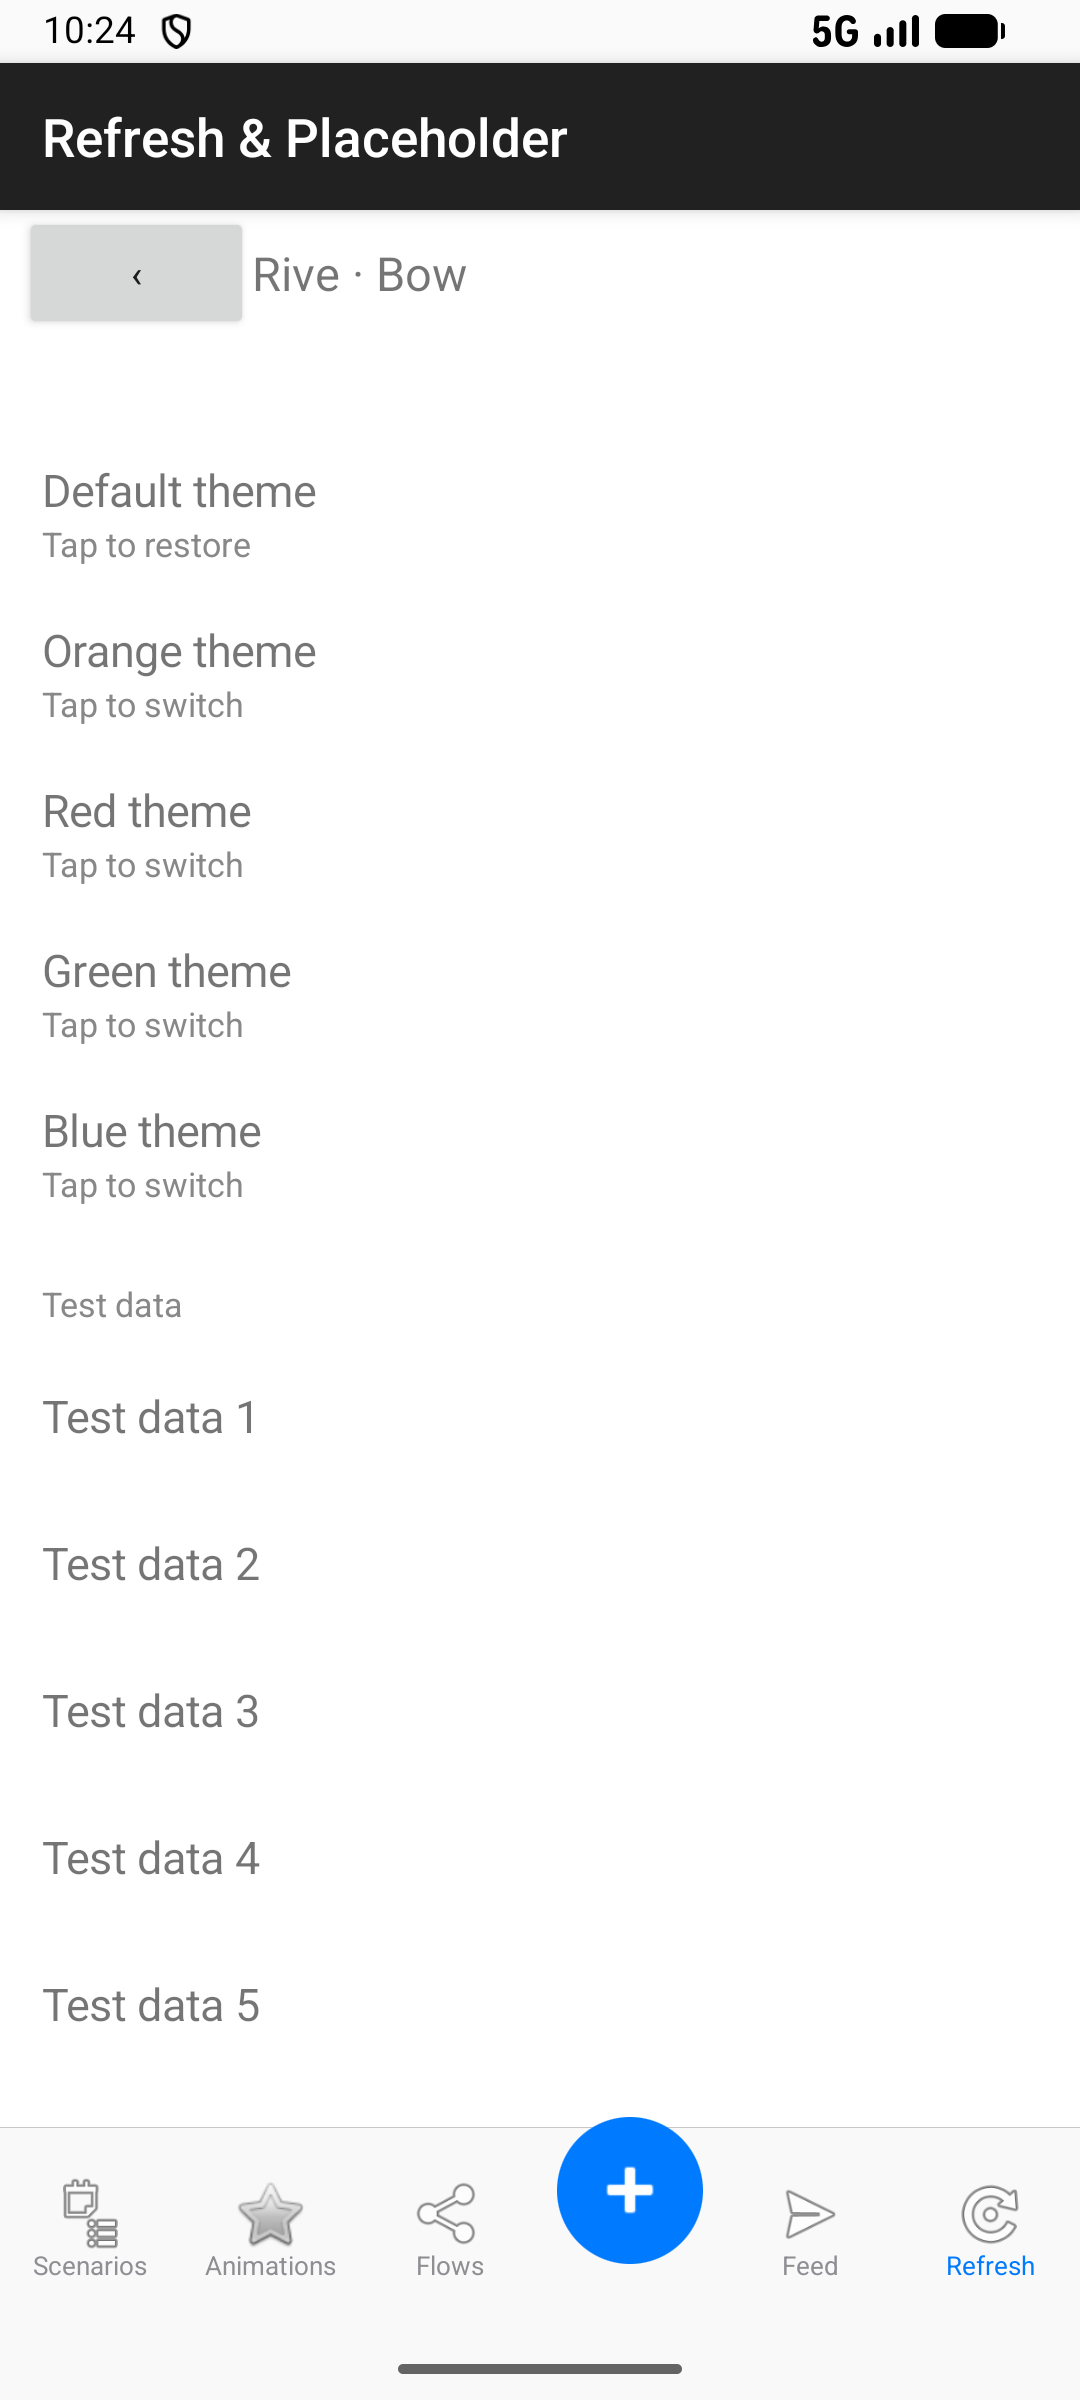 10:24
5G
Refresh & Placeholder
‹
Rive · Bow
Default theme
Tap to restore
Orange theme
Tap to switch
Red theme
Tap to switch
Green theme
Tap to switch
Blue theme
Tap to switch
Test data
Test data 1
Test data 2
Test data 3
Test data 4
Test data 5
Scenarios
Animations
Flows
Feed
Refresh